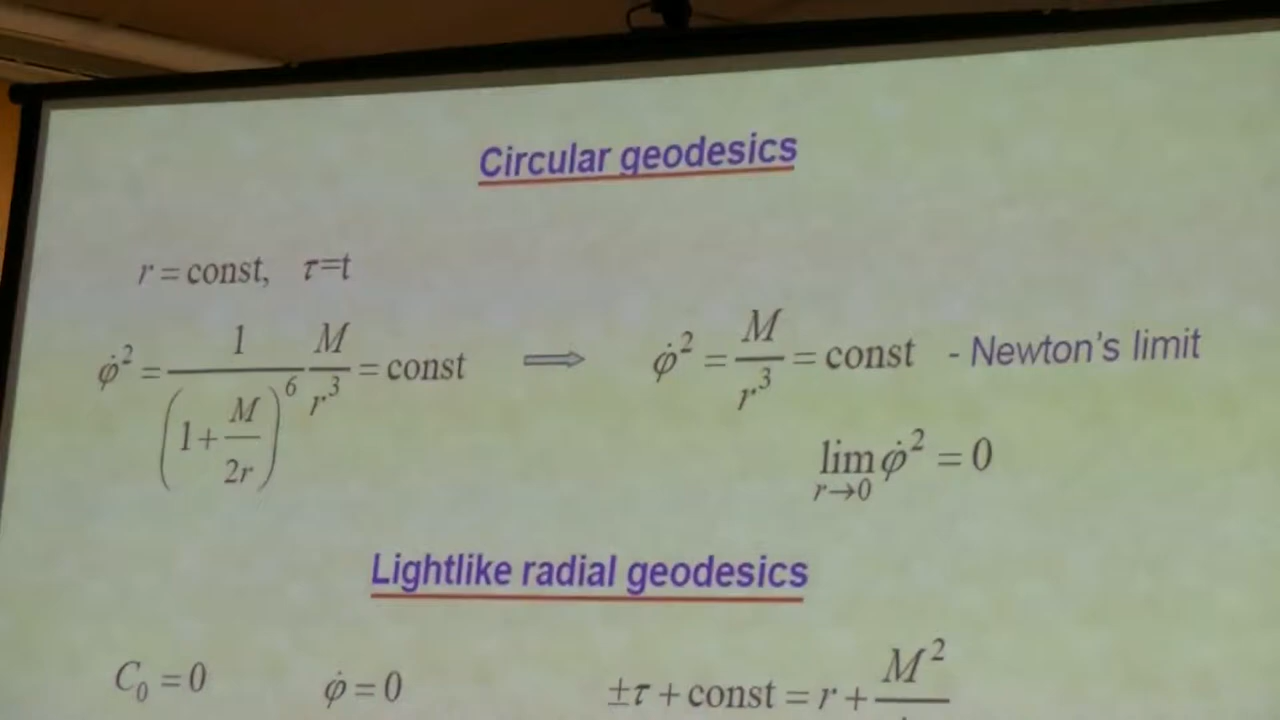 Circular geodesics
r = const, τ=t
φ̇² = 1/(1+M/2r)⁶ M/r³ = const ⟹ φ̇² = M/r³ = const - Newton's limit
lim r→0 φ̇² = 0
Lightlike radial geodesics
C₀ = 0 φ̇ = 0 ±τ + const = r + M²